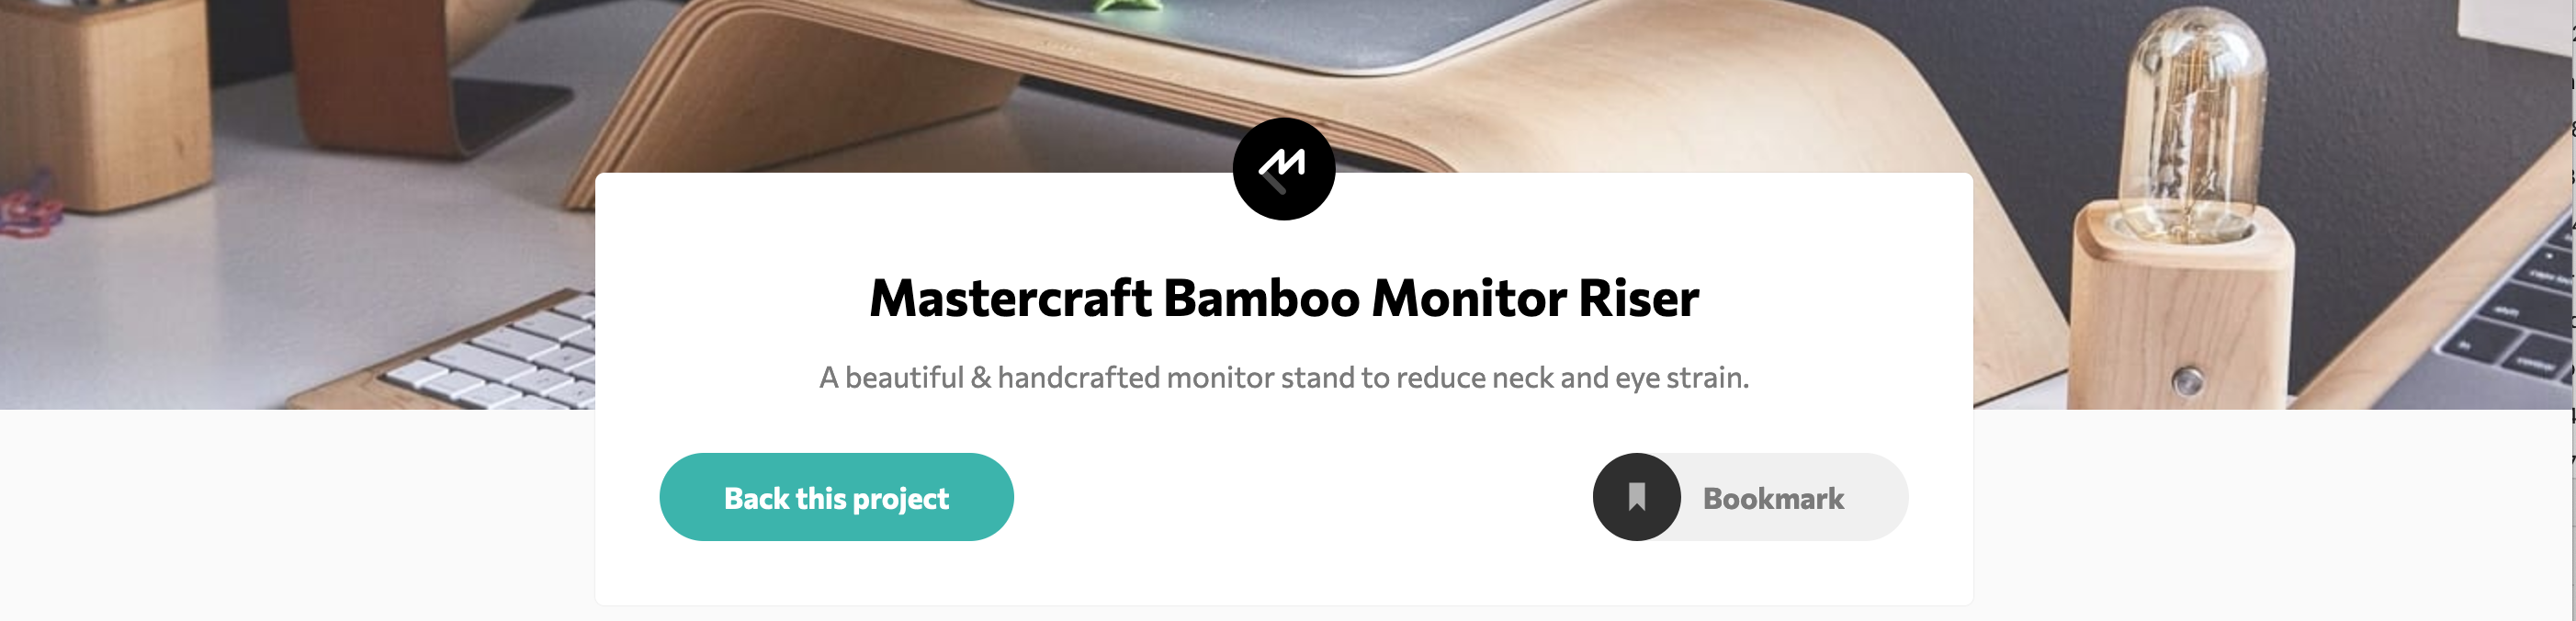 Mastercraft Bamboo Monitor Riser
A beautiful & handcrafted monitor stand to reduce neck and eye strain.
Back this project
Bookmark